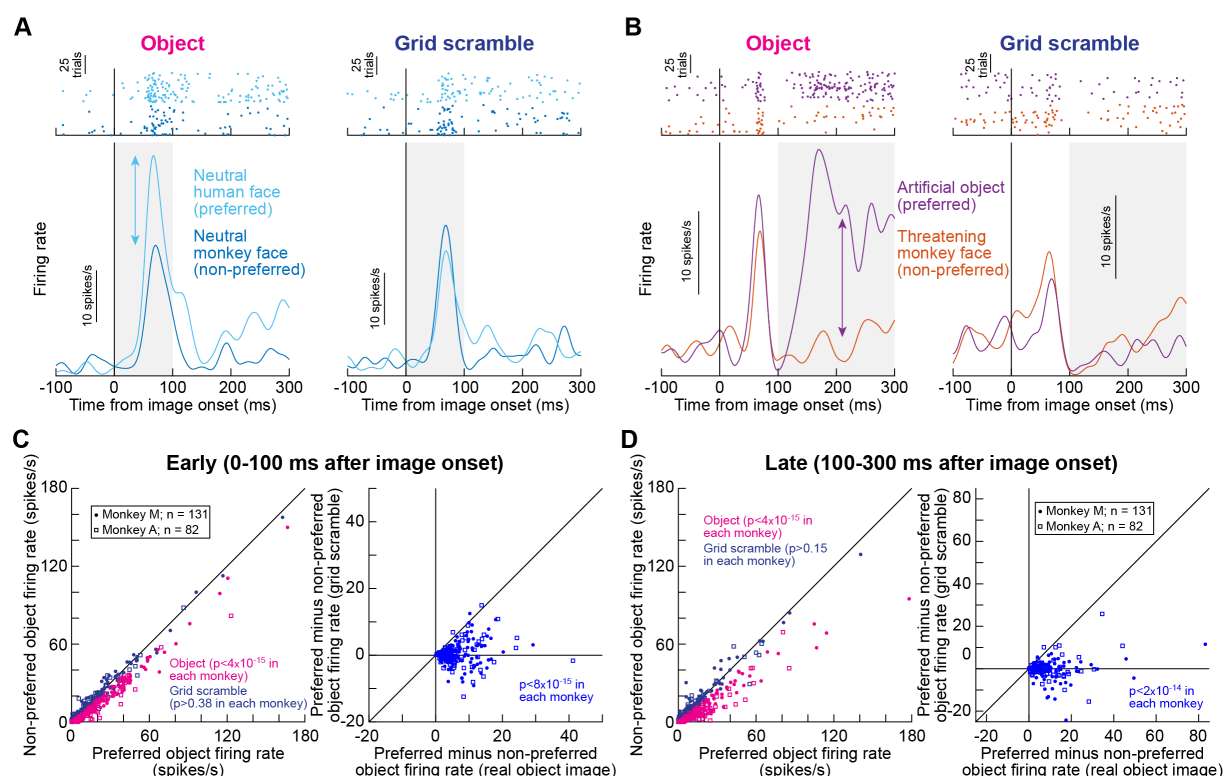 A
Object
Grid scramble
25
trials
25
trials
Neutral
human face
(preferred)
Neutral
monkey face
(non-preferred)
Firing rate
10 spikes/s
10 spikes/s
-100 0 100 200 300
-100 0 100 200 300
Time from image onset (ms)
Time from image onset (ms)
B
Object
Grid scramble
25
trials
25
trials
Artificial object
(preferred)
Threatening
monkey face
(non-preferred)
Firing rate
10 spikes/s
10 spikes/s
-100 0 100 200 300
-100 0 100 200 300
Time from image onset (ms)
Time from image onset (ms)
C
Early (0-100 ms after image onset)
Non-preferred object firing rate (spikes/s)
180
120
60
0
Monkey M; n = 131
Monkey A; n = 82
Object (p<4x10-15 in
each monkey)
Grid scramble
(p>0.38 in each monkey)
0 60 120 180
Preferred object firing rate
(spikes/s)
Preferred minus non-preferred
object firing rate (grid scramble)
40
20
0
-20
p<8x10-15 in
each monkey
-20 0 20 40
Preferred minus non-preferred
object firing rate (real object image)
D
Late (100-300 ms after image onset)
Non-preferred object firing rate (spikes/s)
180
120
60
0
Object (p<4x10-15 in
each monkey)
Grid scramble (p>0.15
in each monkey)
0 60 120 180
Preferred object firing rate
(spikes/s)
Preferred minus non-preferred
object firing rate (grid scramble)
80
60
40
20
0
-20
Monkey M; n = 131
Monkey A; n = 82
p<2x10-14 in
each monkey
-20 0 20 40 60 80
Preferred minus non-preferred
object firing rate (real object image)